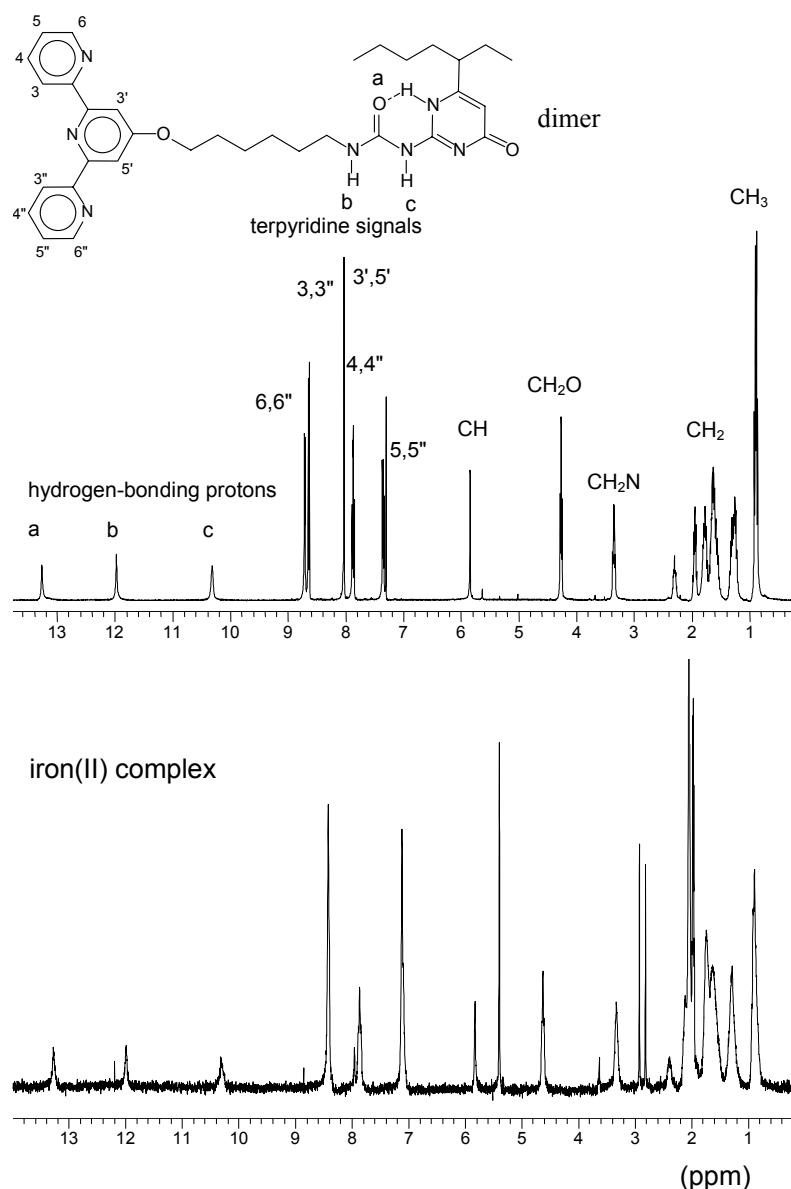 5
6
N
4
3
3'
N
O
5'
3"
N
4"
5"
6"
a
O
H
N
N
H
N
H
N
O
b
c
dimer
terpyridine signals
CH3
3,3"
3',5'
4,4"
6,6"
5,5"
CH
CH2O
CH2N
CH2
hydrogen-bonding protons
a
b
c
13 12 11 10 9 8 7 6 5 4 3 2 1
iron(II) complex
13 12 11 10 9 8 7 6 5 4 3 2 1
(ppm)